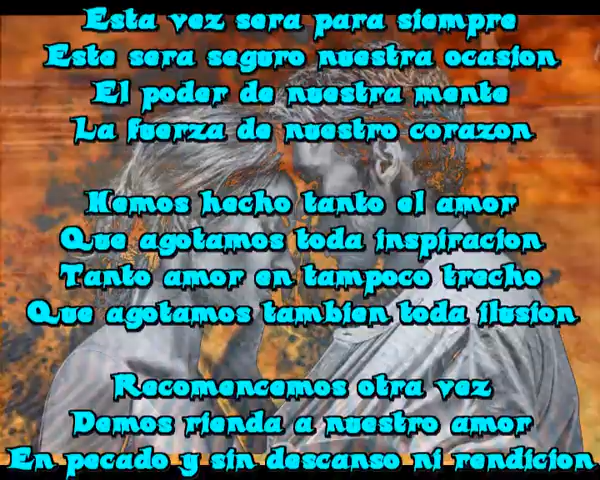 Esta vez sera para siempre
Este sera seguro nuestra ocasion
El poder de nuestra mente
La fuerza de nuestro corazon
Hemos hecho tanto el amor
Que agotamos toda inspiracion
Tanto amor en tampoco trecho
Que agotamos tambien toda ilusion
Recomencemos otra vez
Demos rienda a nuestro amor
En pecado y sin descanso ni rendicion